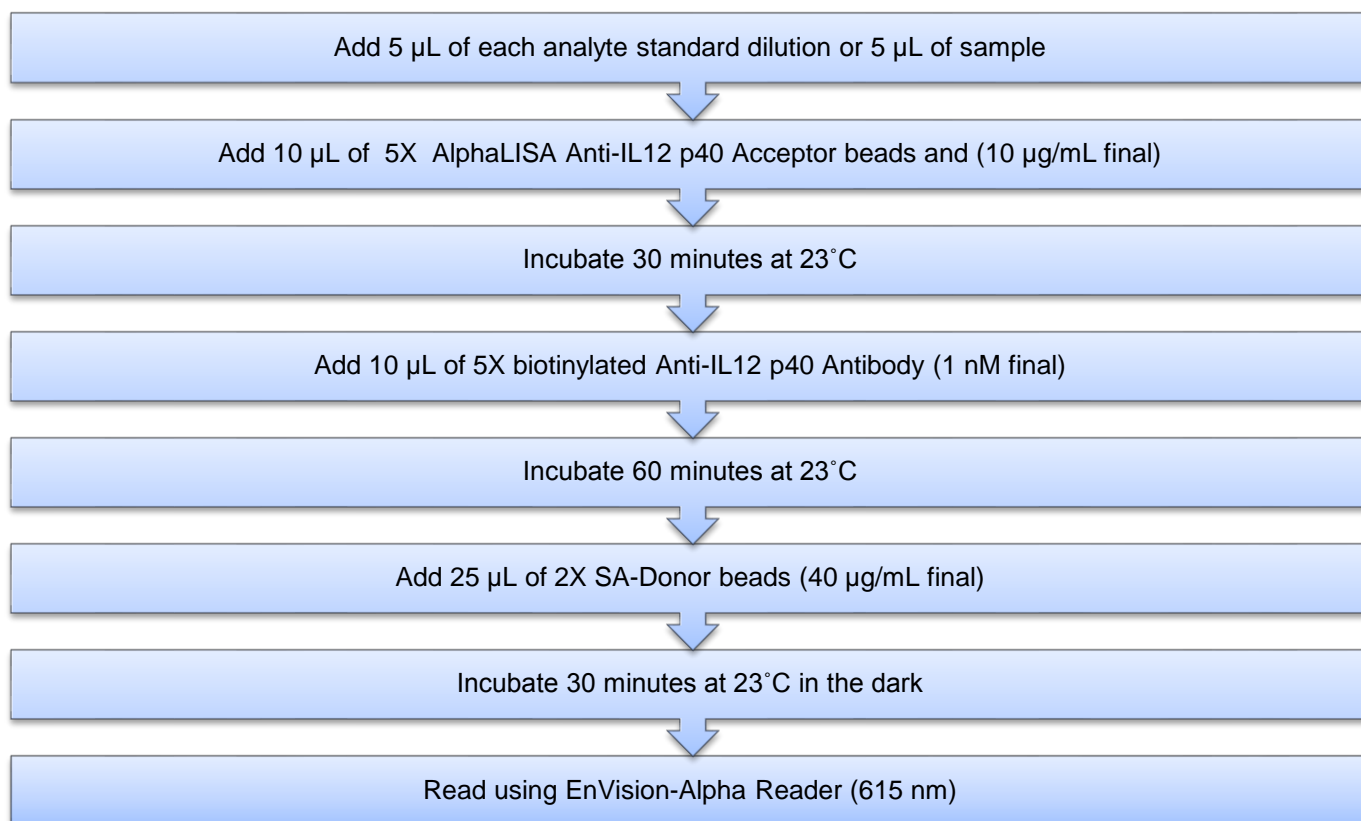 Add 5 µL of each analyte standard dilution or 5 µL of sample
Add 10 µL of 5X AlphaLISA Anti-IL12 p40 Acceptor beads and (10 µg/mL final)
Incubate 30 minutes at 23˚C
Add 10 µL of 5X biotinylated Anti-IL12 p40 Antibody (1 nM final)
Incubate 60 minutes at 23˚C
Add 25 µL of 2X SA-Donor beads (40 µg/mL final)
Incubate 30 minutes at 23˚C in the dark
Read using EnVision-Alpha Reader (615 nm)